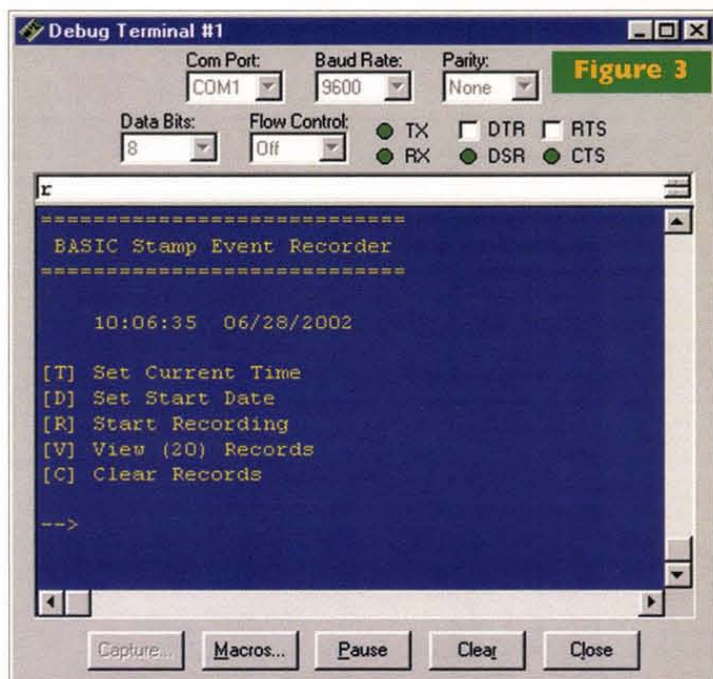 Debug Terminal #1
Com Port: Baud Rate: Parity:
COM1 9600 None
Figure 3
Data Bits: Flow Control: TX DTR RTS
8 Off RX DSR CTS
r
============================
BASIC Stamp Event Recorder
============================
10:06:35 06/28/2002
[T] Set Current Time
[D] Set Start Date
[R] Start Recording
[V] View (20) Records
[C] Clear Records
-->
Capture... Macros... Pause Clear Close